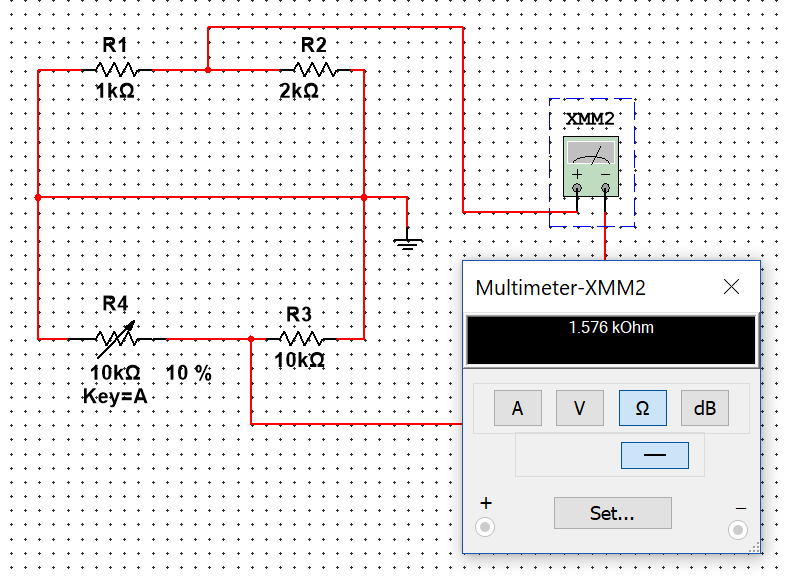 R1
R2
1kΩ
2kΩ
XMM2
+ −
R4
R3
10kΩ 10 %
10kΩ
Key=A
Multimeter-XMM2
1.576 kOhm
A V Ω dB
+ −
Set...